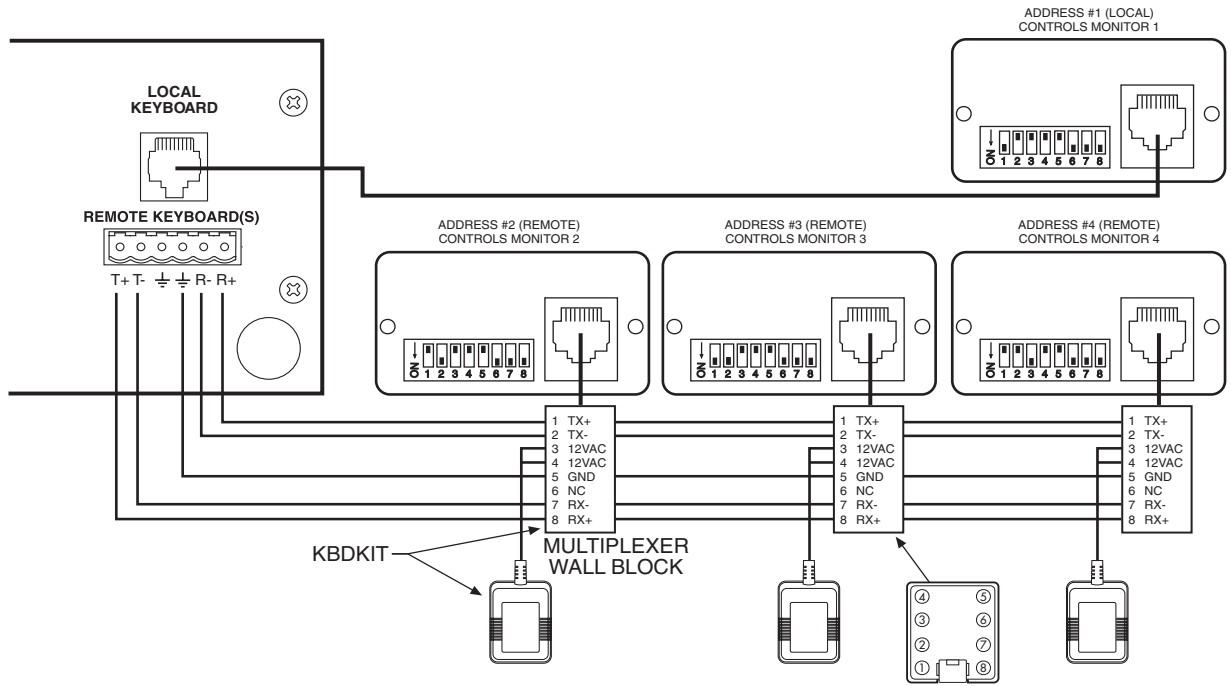 ADDRESS #1 (LOCAL)
CONTROLS MONITOR 1
ON
1 2 3 4 5 6 7 8
LOCAL
KEYBOARD
REMOTE KEYBOARD(S)
T+ T- R- R+
ADDRESS #2 (REMOTE)
CONTROLS MONITOR 2
ON
1 2 3 4 5 6 7 8
ADDRESS #3 (REMOTE)
CONTROLS MONITOR 3
ON
1 2 3 4 5 6 7 8
ADDRESS #4 (REMOTE)
CONTROLS MONITOR 4
ON
1 2 3 4 5 6 7 8
1 TX+
2 TX-
3 12VAC
4 12VAC
5 GND
6 NC
7 RX-
8 RX+
1 TX+
2 TX-
3 12VAC
4 12VAC
5 GND
6 NC
7 RX-
8 RX+
1 TX+
2 TX-
3 12VAC
4 12VAC
5 GND
6 NC
7 RX-
8 RX+
KBDKIT
MULTIPLEXER
WALL BLOCK
4 5
3 6
2 7
1 8